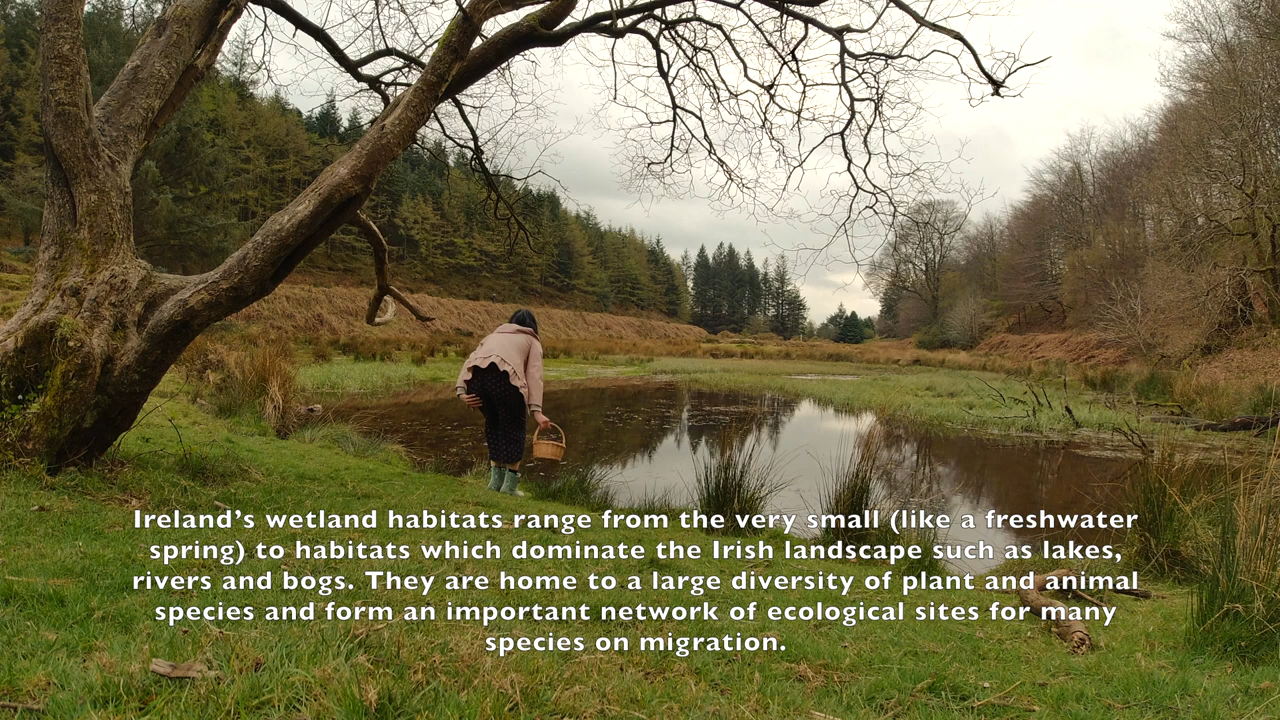 Ireland’s wetland habitats range from the very small (like a freshwater
spring) to habitats which dominate the Irish landscape such as lakes,
rivers and bogs. They are home to a large diversity of plant and animal
species and form an important network of ecological sites for many
species on migration.